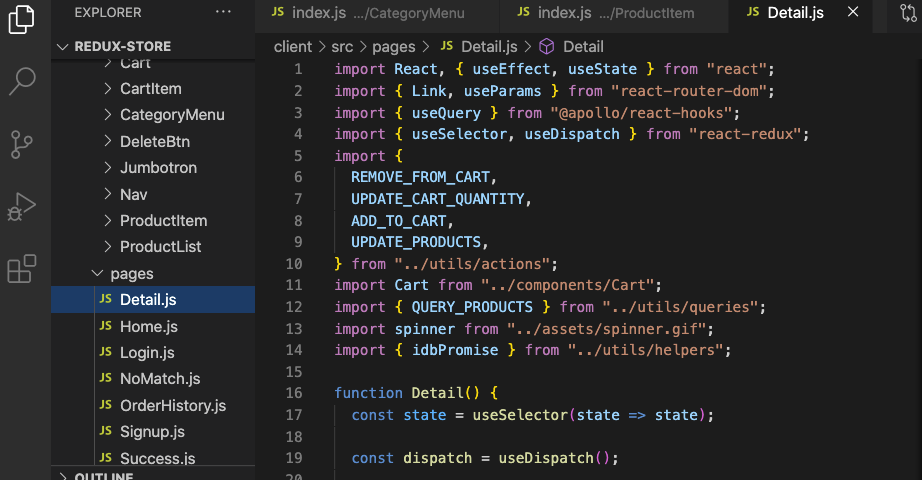 EXPLORER ...
REDUX-STORE
Cart
CartItem
CategoryMenu
DeleteBtn
Jumbotron
Nav
ProductItem
ProductList
pages
JS Detail.js
JS Home.js
JS Login.js
JS NoMatch.js
JS OrderHistory.js
JS Signup.js
JS Success.js
OUTLINE
JS index.js .../CategoryMenu
JS index.js .../ProductItem
JS Detail.js
client > src > pages > JS Detail.js > Detail
1 import React, { useEffect, useState } from "react";
2 import { Link, useParams } from "react-router-dom";
3 import { useQuery } from "@apollo/react-hooks";
4 import { useSelector, useDispatch } from "react-redux";
5 import {
6 REMOVE_FROM_CART,
7 UPDATE_CART_QUANTITY,
8 ADD_TO_CART,
9 UPDATE_PRODUCTS,
10 } from "../utils/actions";
11 import Cart from "../components/Cart";
12 import { QUERY_PRODUCTS } from "../utils/queries";
13 import spinner from "../assets/spinner.gif";
14 import { idbPromise } from "../utils/helpers";
15
16 function Detail() {
17 const state = useSelector(state => state);
18
19 const dispatch = useDispatch();
20